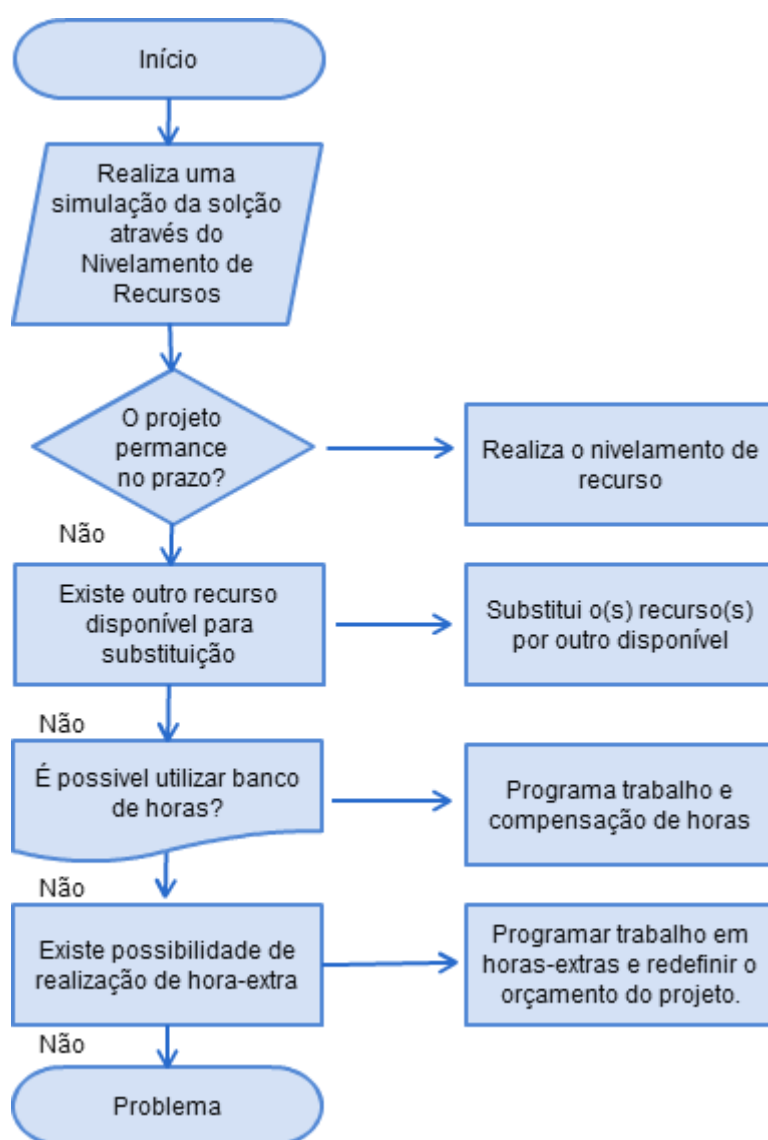 Início
Realiza uma
simulação da solção
através do
Nivelamento de
Recursos
O projeto
permance
no prazo?
Realiza o nivelamento de
recurso
Não
Existe outro recurso
disponível para
substituição
Substitui o(s) recurso(s)
por outro disponível
Não
É possivel utilizar banco
de horas?
Programa trabalho e
compensação de horas
Não
Existe possibilidade de
realização de hora-extra
Programar trabalho em
horas-extras e redefinir o
orçamento do projeto.
Não
Problema